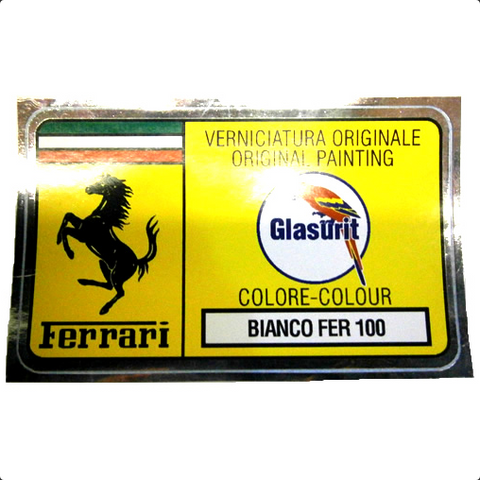 VERNICIATURA ORIGINALE
ORIGINAL PAINTING
Glasurit
COLORE-COLOUR
BIANCO FER 100
Ferrari